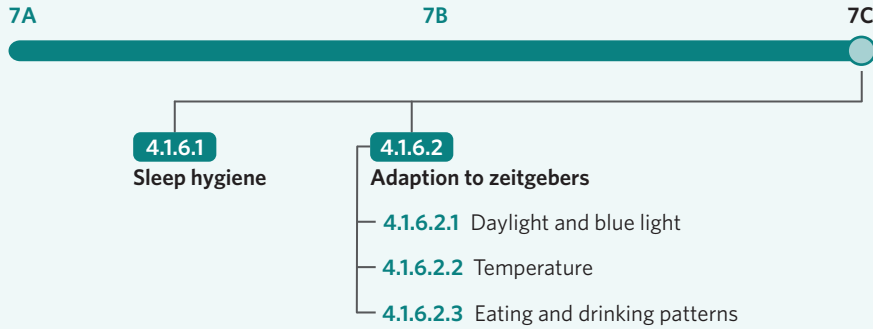 7A 7B 7C
4.1.6.1 4.1.6.2
Sleep hygiene Adaption to zeitgebers
4.1.6.2.1 Daylight and blue light
4.1.6.2.2 Temperature
4.1.6.2.3 Eating and drinking patterns